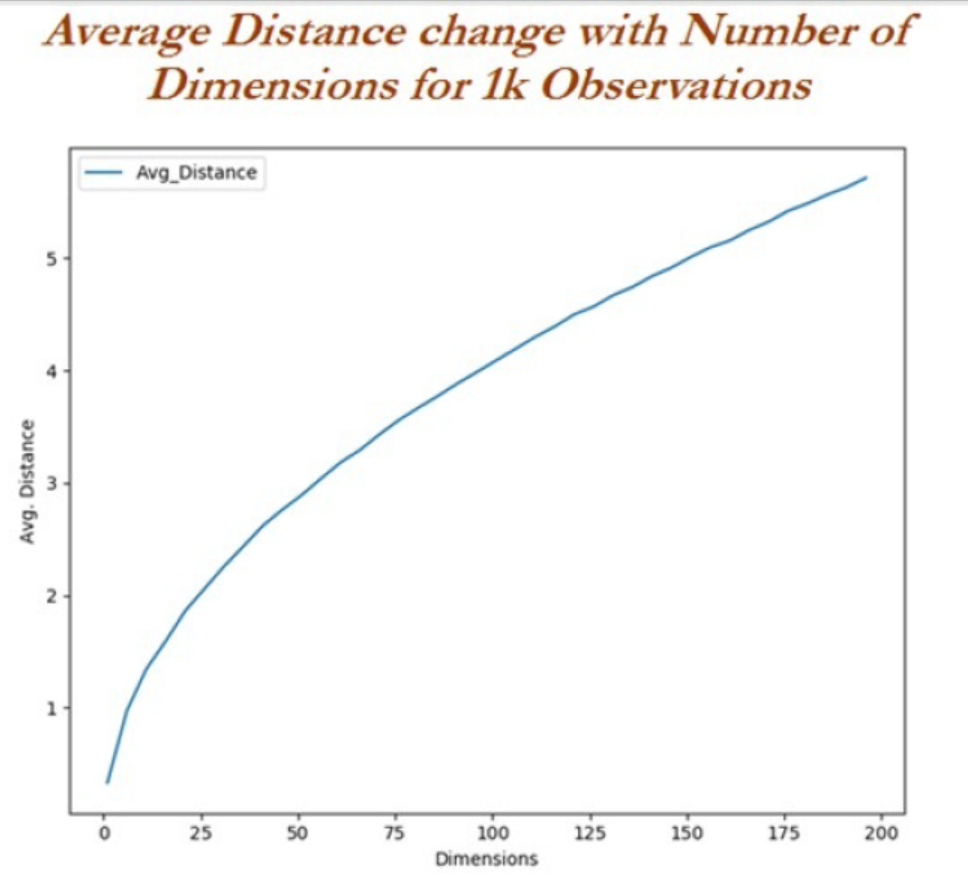 Average Distance change with Number of
Dimensions for 1k Observations
Avg_Distance
5
4
3
2
1
Avg. Distance
0 25 50 75 100 125 150 175 200
Dimensions